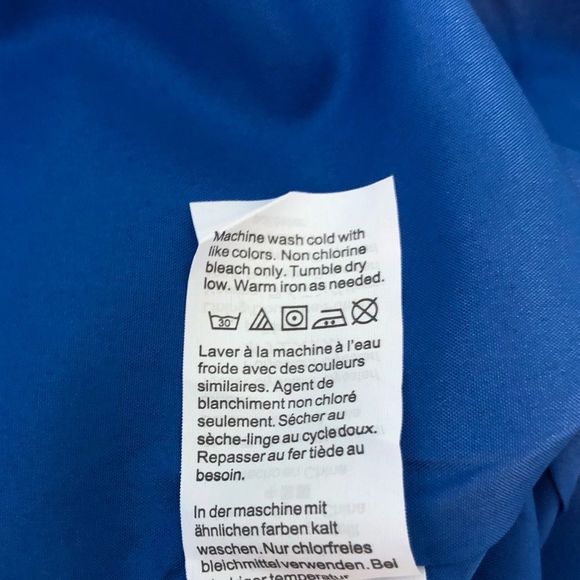 Machine wash cold with
like colors. Non chlorine
bleach only. Tumble dry
low. Warm iron as needed.
30
Laver à la machine à l'eau
froide avec des couleurs
similaires. Agent de
blanchiment non chloré
seulement. Sécher au
sèche-linge au cycle doux.
Repasser au fer tiède au
besoin.
In der maschine mit
ähnlichen farben kalt
waschen. Nur chlorfreies
bleichmittel verwenden. Bei
temperatur